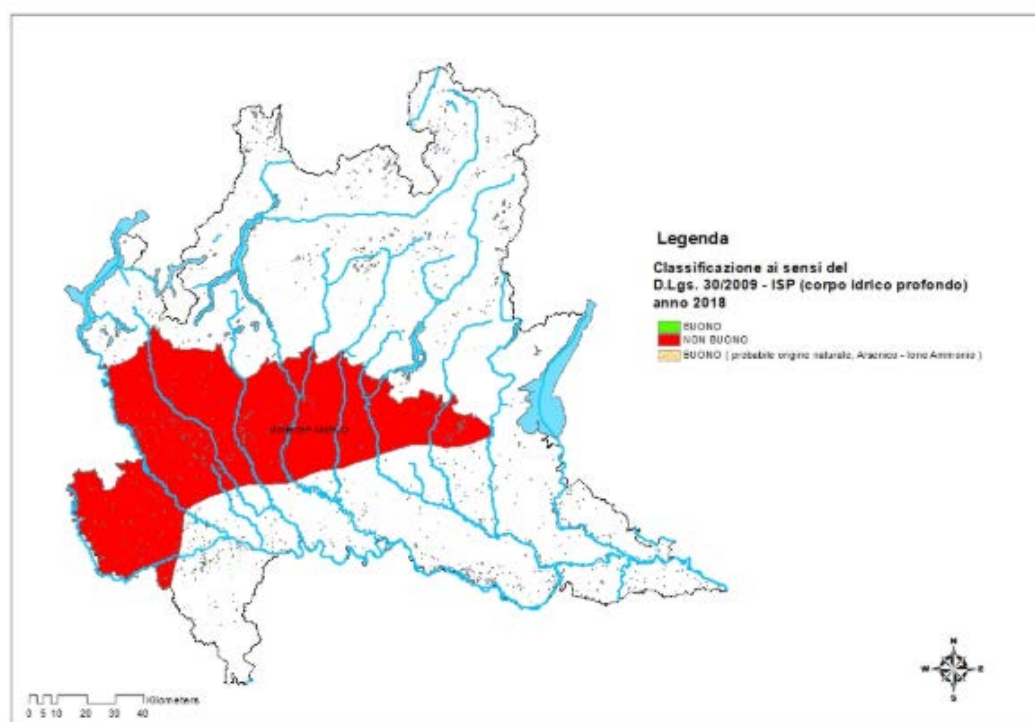 Legenda
Classificazione ai sensi del
D.Lgs. 30/2009 - ISP (corpo idrico profondo)
anno 2018
BUONO
NON BUONO
BUONO ( probabile origine naturale, Arsenico - Ione Ammonio )
N
W E
S
Kilometers
0 5 10 20 30 40